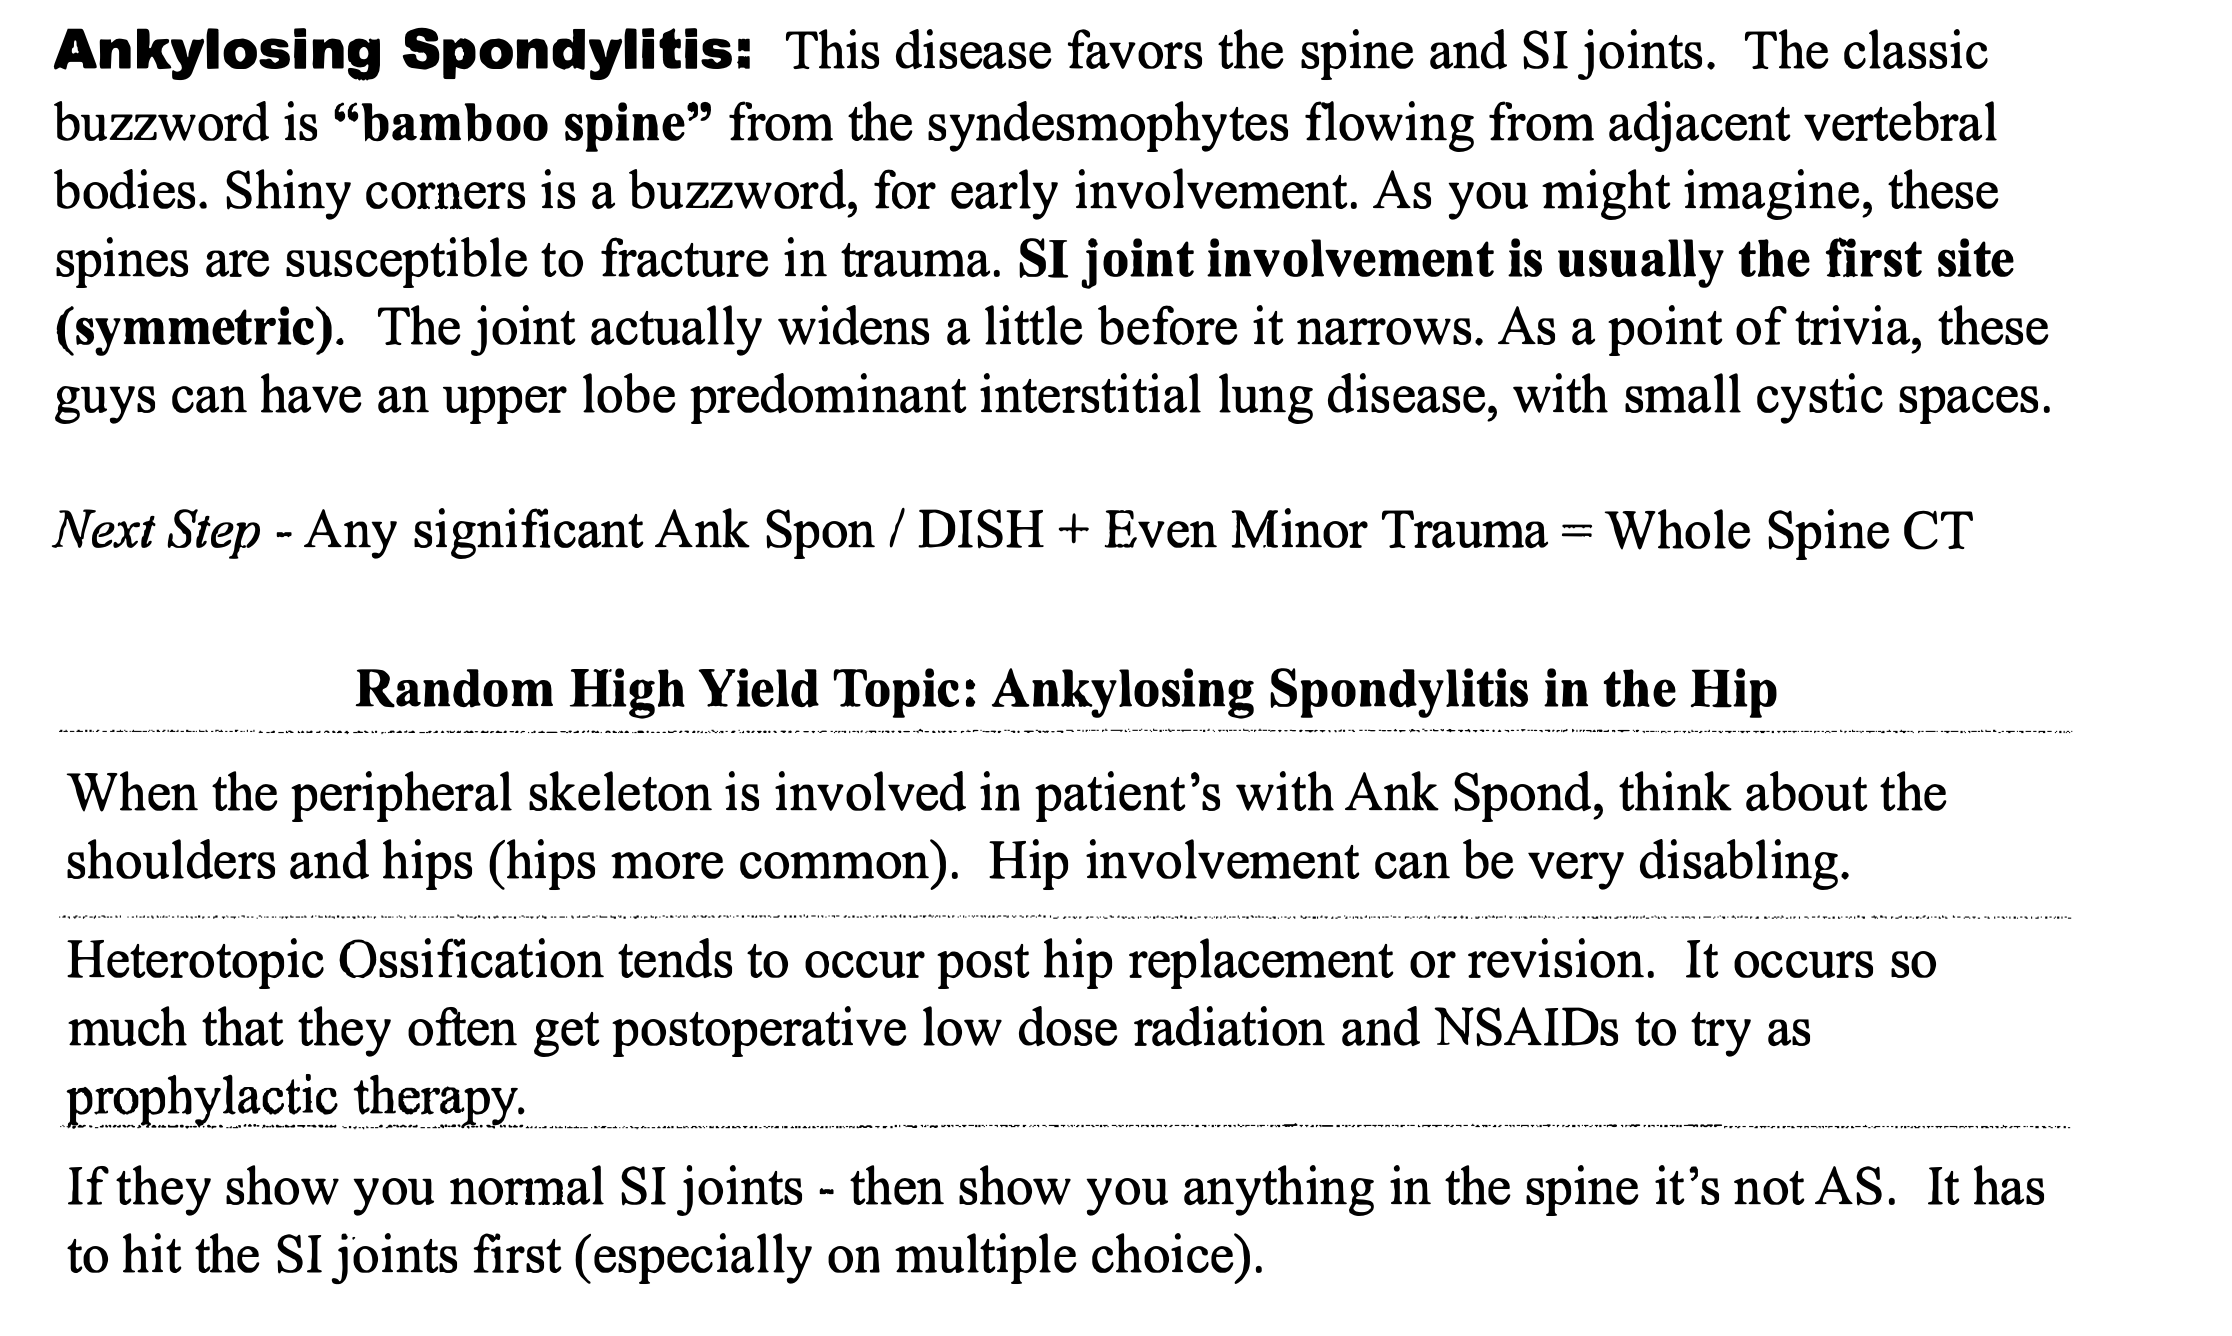 Ankylosing Spondylitis: This disease favors the spine and SI joints. The classic
buzzword is “bamboo spine” from the syndesmophytes flowing from adjacent vertebral
bodies. Shiny corners is a buzzword, for early involvement. As you might imagine, these
spines are susceptible to fracture in trauma. SI joint involvement is usually the first site
(symmetric). The joint actually widens a little before it narrows. As a point of trivia, these
guys can have an upper lobe predominant interstitial lung disease, with small cystic spaces.
Next Step - Any significant Ank Spon / DISH + Even Minor Trauma = Whole Spine CT
Random High Yield Topic: Ankylosing Spondylitis in the Hip
When the peripheral skeleton is involved in patient’s with Ank Spond, think about the
shoulders and hips (hips more common). Hip involvement can be very disabling.
Heterotopic Ossification tends to occur post hip replacement or revision. It occurs so
much that they often get postoperative low dose radiation and NSAIDs to try as
prophylactic therapy.
If they show you normal SI joints - then show you anything in the spine it’s not AS. It has
to hit the SI joints first (especially on multiple choice).